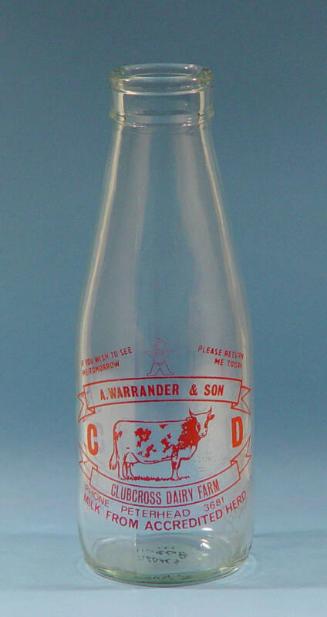 IF YOU WISH TO SEE
ME TOMORROW
PLEASE RETURN
ME TODAY
A. WARRANDER & SON
C D
CLUBCROSS DAIRY FARM
PHONE PETERHEAD 3681
MILK FROM ACCREDITED HERD